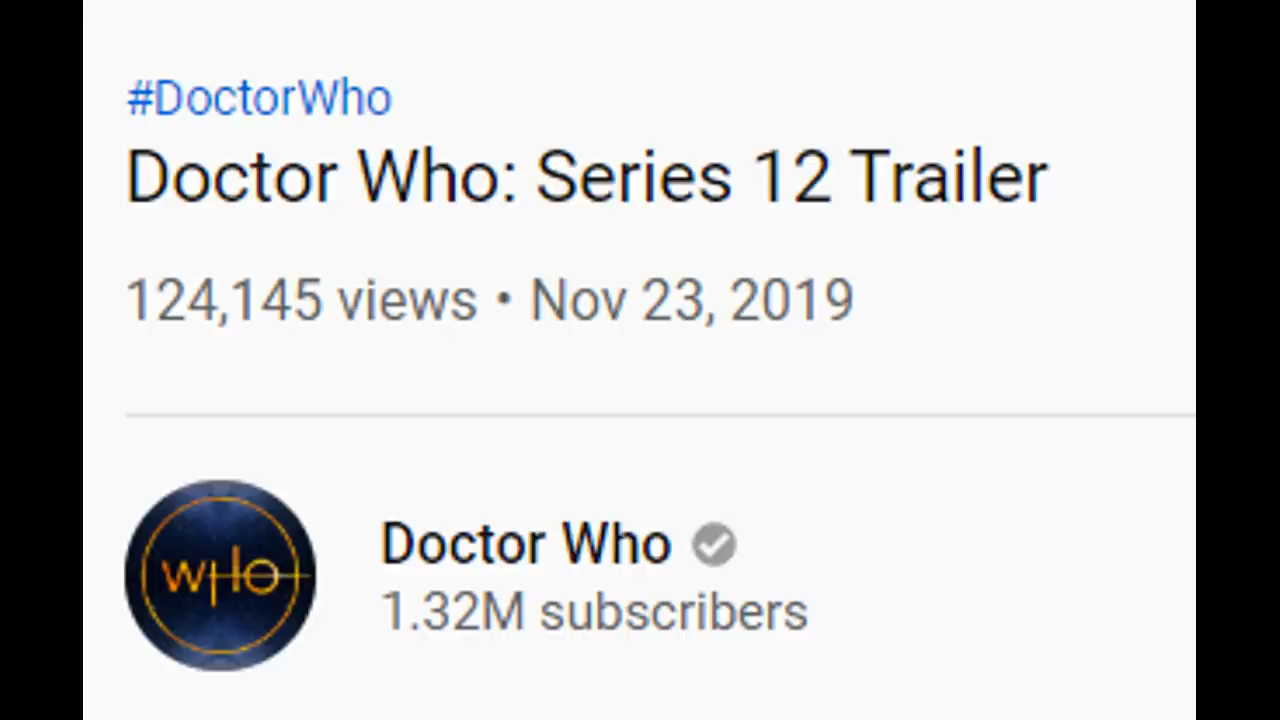 #DoctorWho
Doctor Who: Series 12 Trailer
124,145 views • Nov 23, 2019
who
Doctor Who
1.32M subscribers